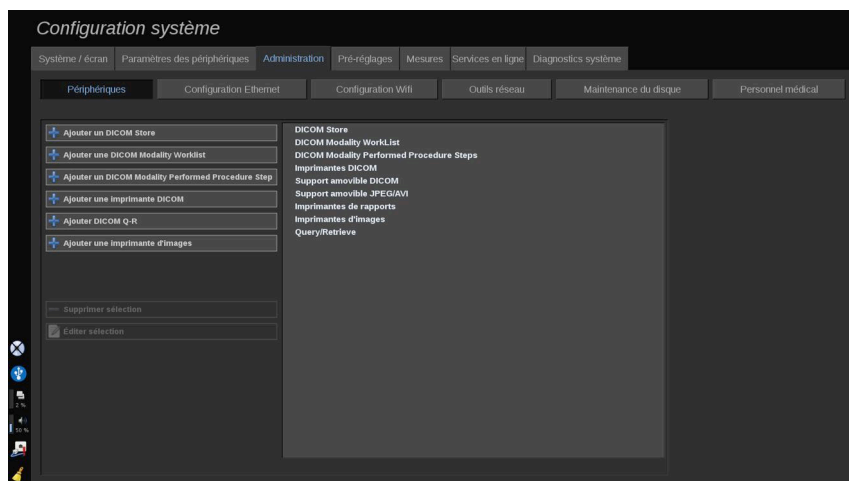 Configuration système
Système / écran Paramètres des périphériques Administration Pré-réglages Mesures Services en ligne Diagnostics système
Périphériques Configuration Ethernet Configuration Wifi Outils réseau Maintenance du disque Personnel médical
Ajouter un DICOM Store
Ajouter une DICOM Modality Worklist
Ajouter un DICOM Modality Performed Procedure Step
Ajouter une imprimante DICOM
Ajouter DICOM Q-R
Ajouter une imprimante d'images
Supprimer sélection
Éditer sélection
DICOM Store
DICOM Modality WorkList
DICOM Modality Performed Procedure Steps
Imprimantes DICOM
Support amovible DICOM
Support amovible JPEG/AVI
Imprimantes de rapports
Imprimantes d'images
Query/Retrieve
2 %
50 %